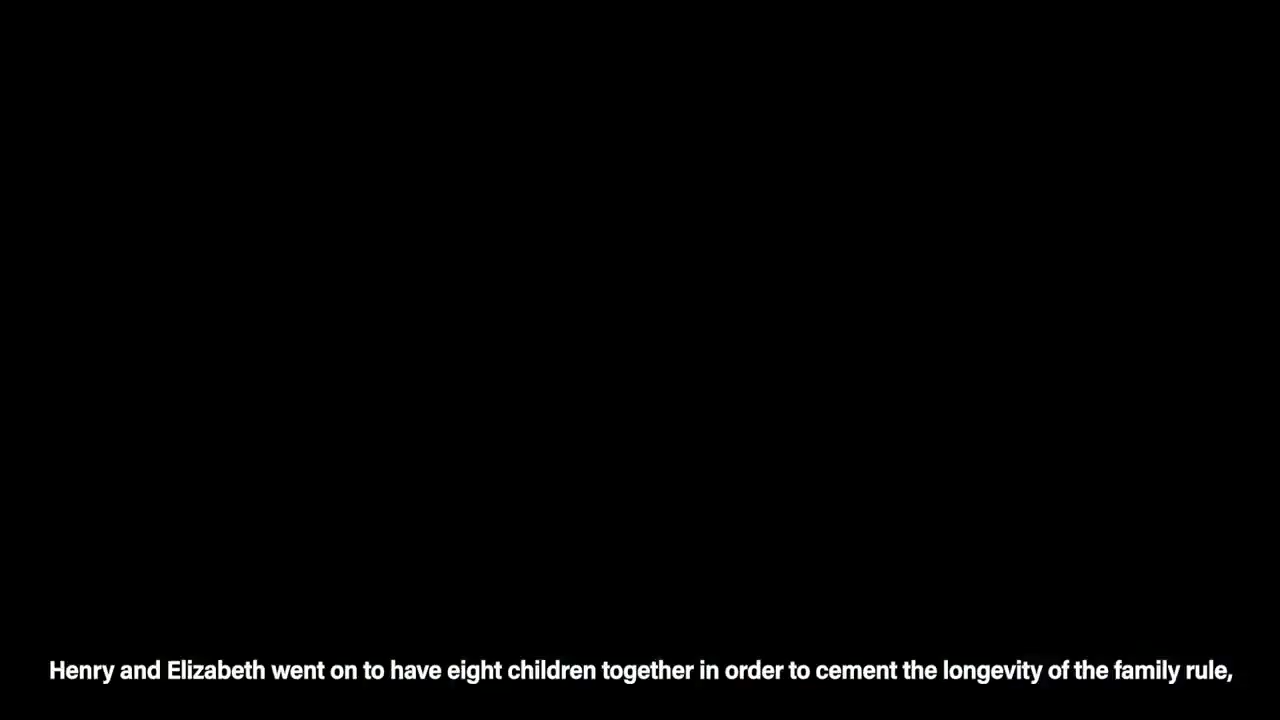 Henry and Elizabeth went on to have eight children together in order to cement the longevity of the family rule,